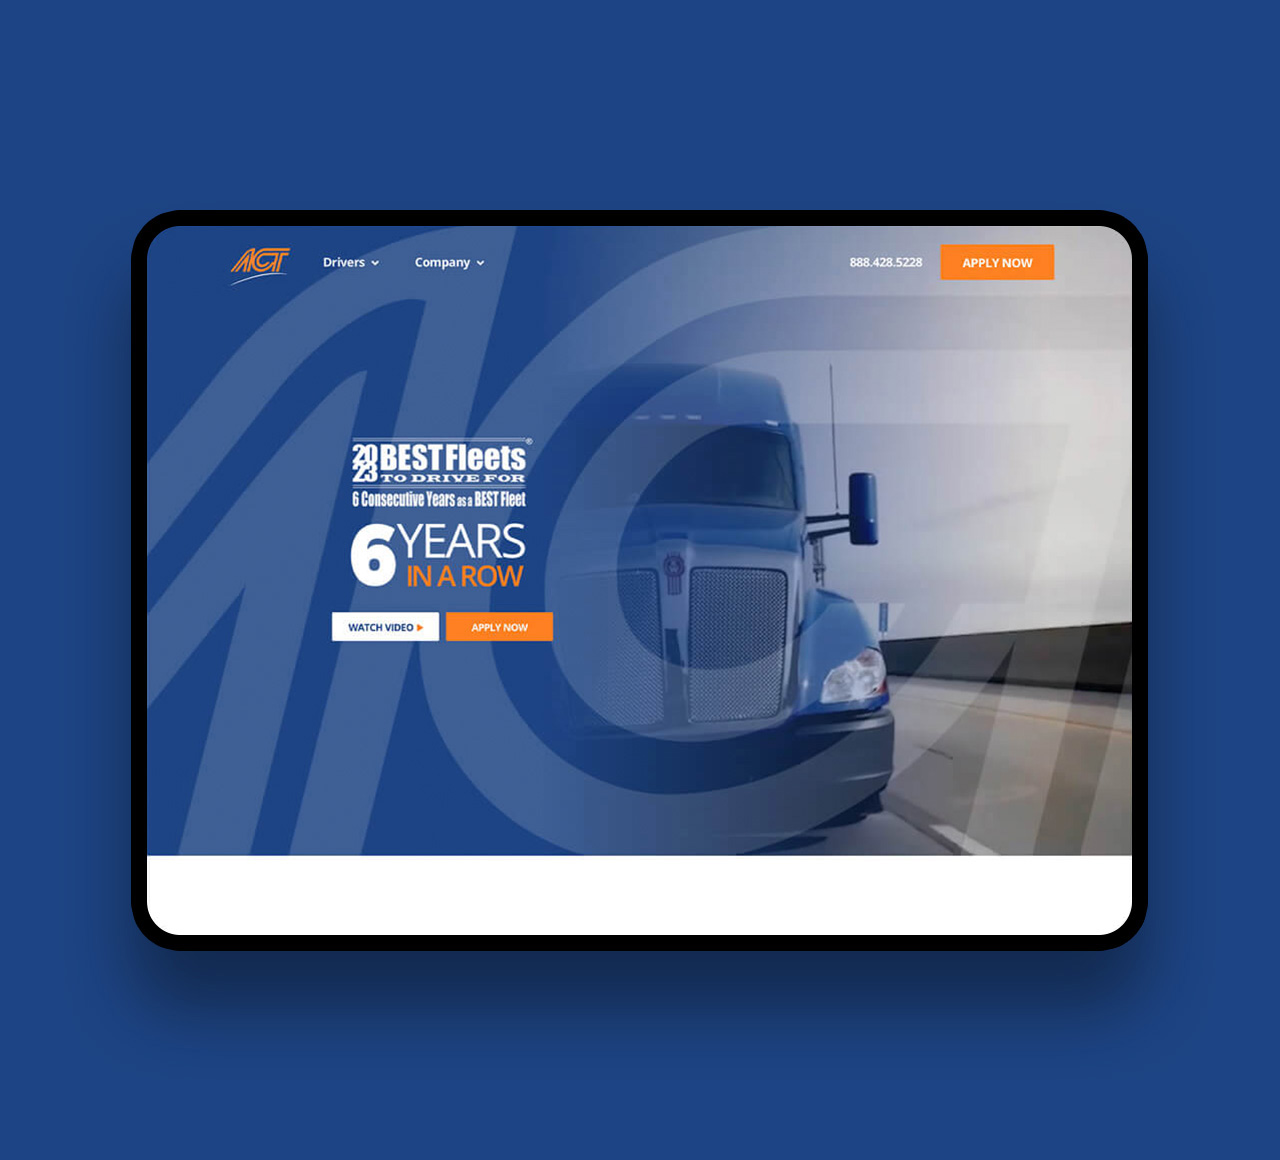 ACT
Drivers
Company
888.428.5228
APPLY NOW
2023 BEST Fleets®
TO DRIVE FOR
6 Consecutive Years as a BEST Fleet
6 YEARS
IN A ROW
WATCH VIDEO
APPLY NOW